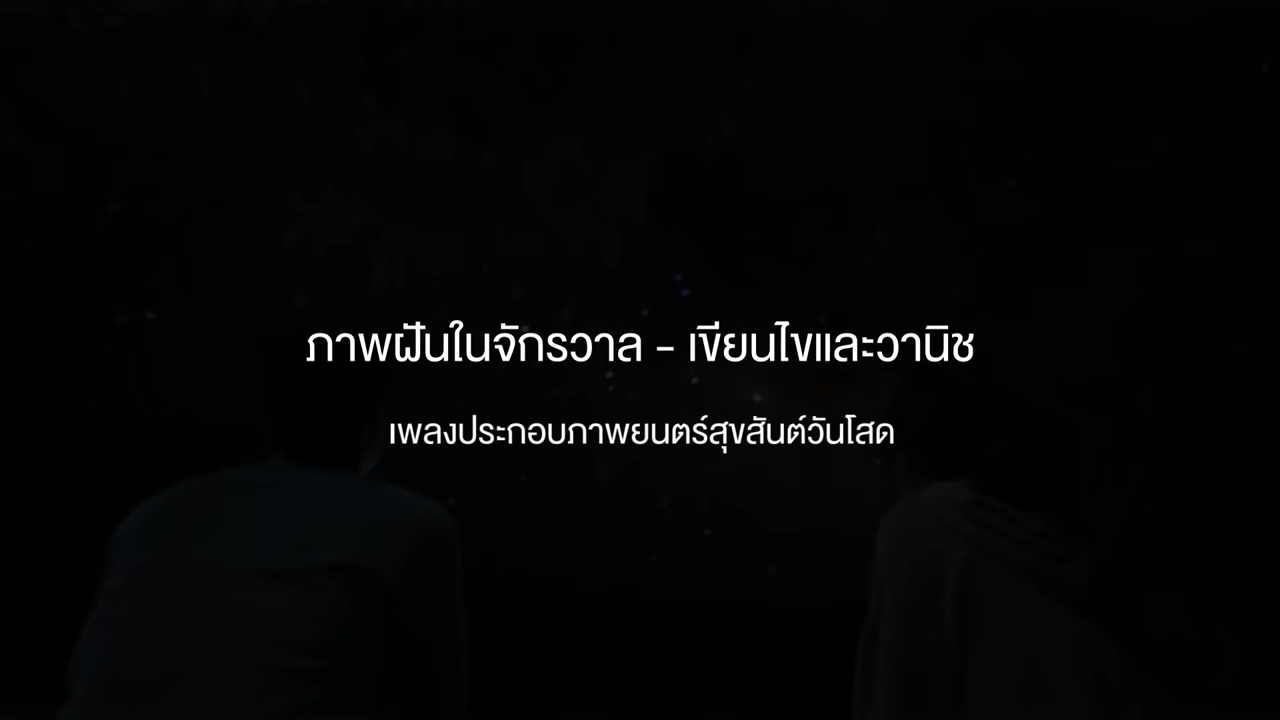 ภาพฝันในจักรวาล - เขียนไขและวานิช
เพลงประกอบภาพยนตร์สุขสันต์วันโสด